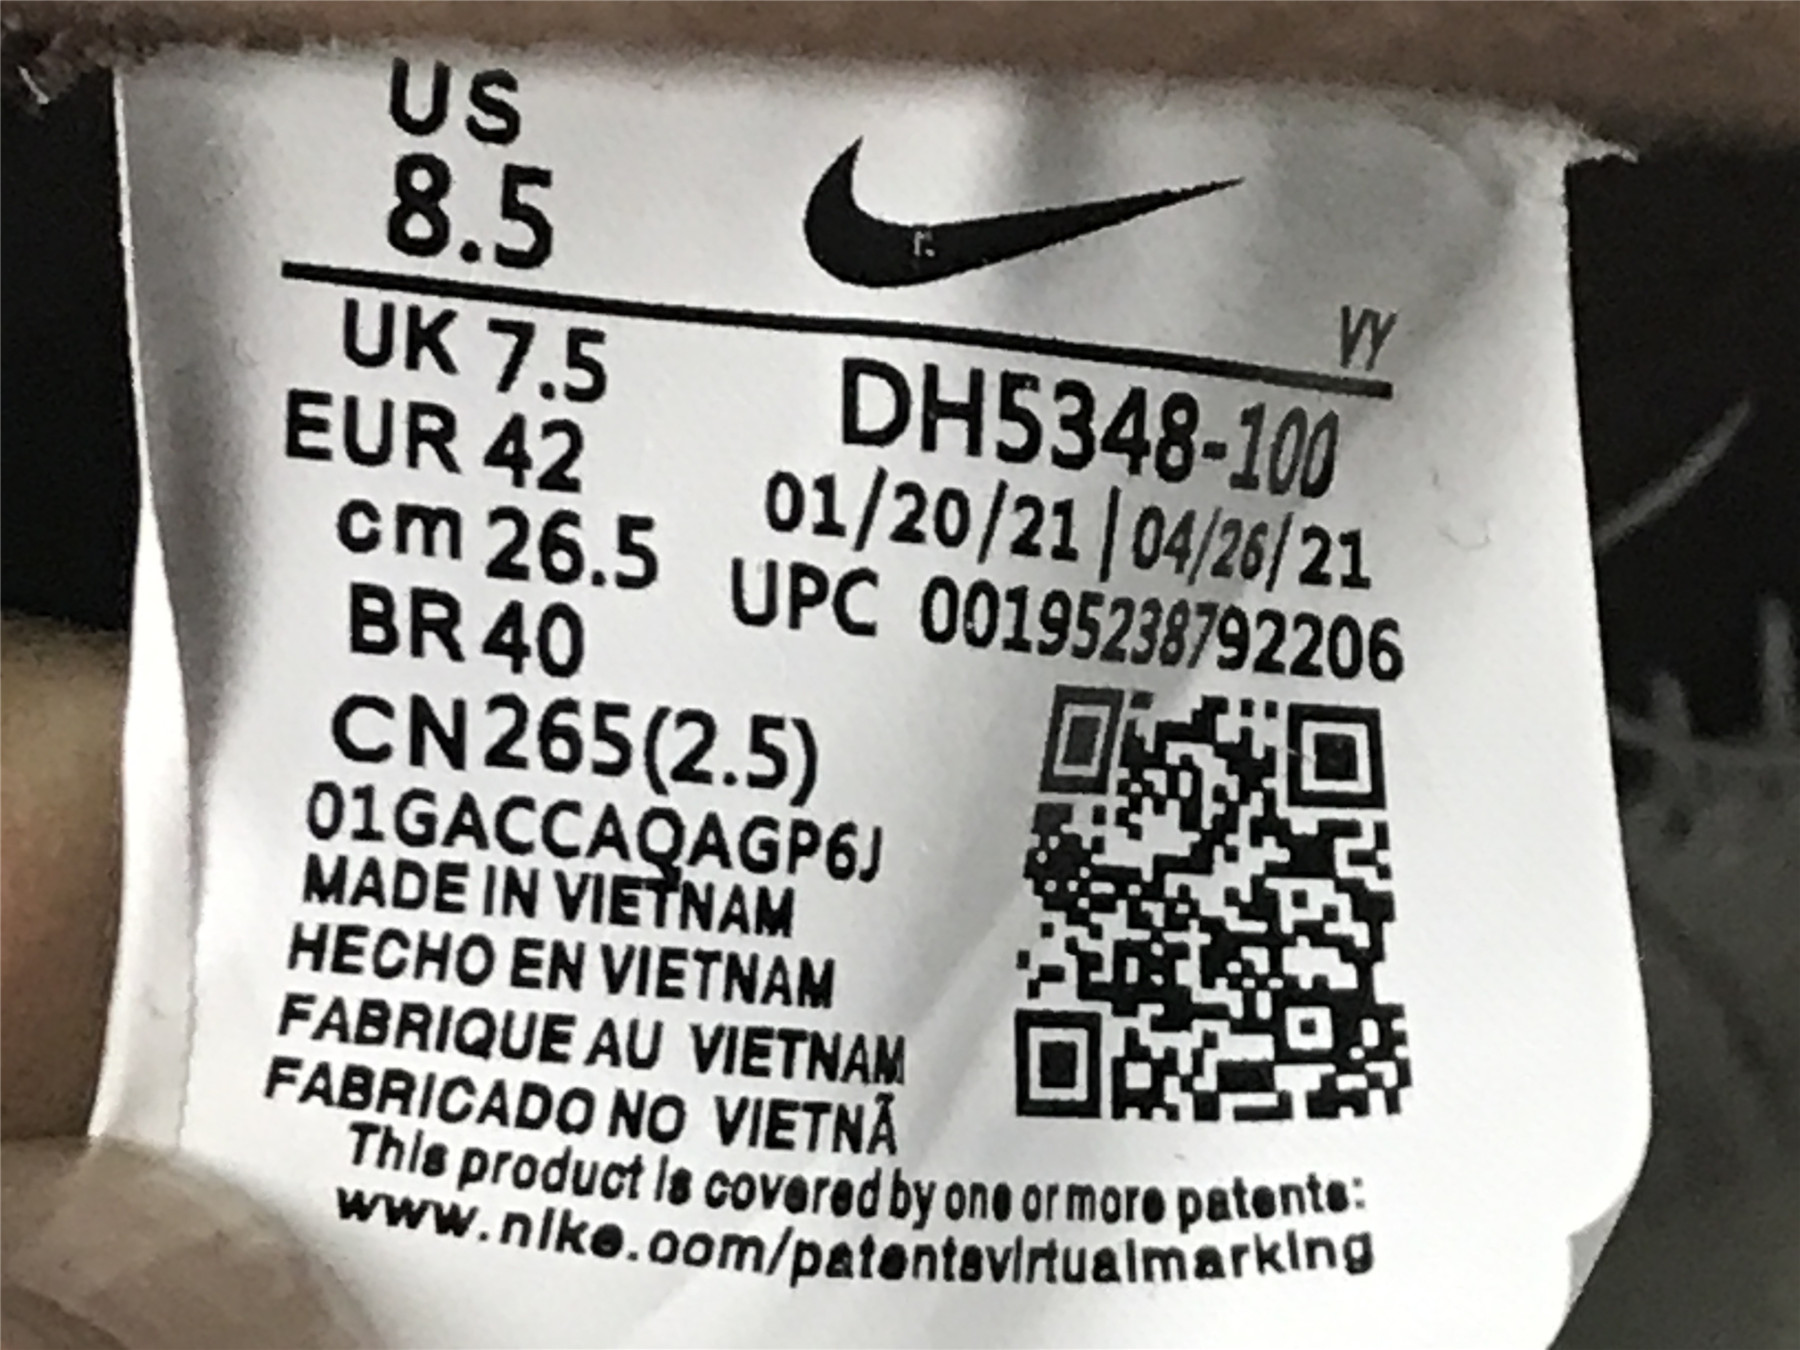 US
8.5
VY
UK 7.5
EUR 42
cm 26.5
BR 40
CN 265(2.5)
DH5348-100
01/20/21 | 04/26/21
UPC 00195238792206
01GACCAQAGP6J
MADE IN VIETNAM
HECHO EN VIETNAM
FABRIQUE AU VIETNAM
FABRICADO NO VIETNÃ
This product is covered by one or more patents:
www.nike.com/patentsvirtualmarking